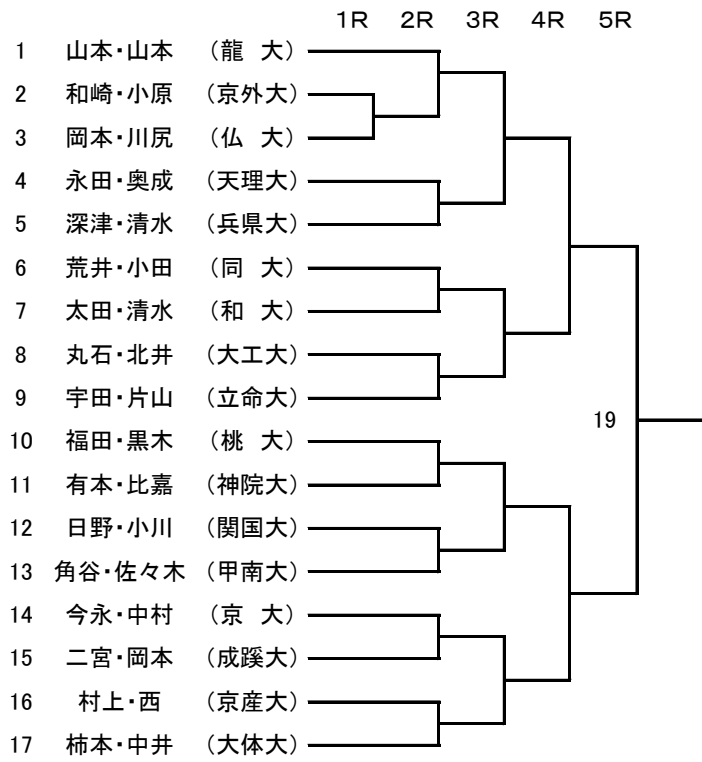 1R 2R 3R 4R 5R
1 山本・山本 (龍 大)
2 和崎・小原 (京外大)
3 岡本・川尻 (仏 大)
4 永田・奥成 (天理大)
5 深津・清水 (兵県大)
6 荒井・小田 (同 大)
7 太田・清水 (和 大)
8 丸石・北井 (大工大)
9 宇田・片山 (立命大)
19
10 福田・黒木 (桃 大)
11 有本・比嘉 (神院大)
12 日野・小川 (関国大)
13 角谷・佐々木 (甲南大)
14 今永・中村 (京 大)
15 二宮・岡本 (成蹊大)
16 村上・西 (京産大)
17 柿本・中井 (大体大)